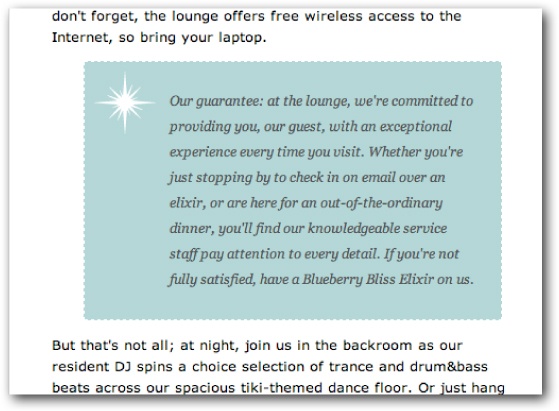 don't forget, the lounge offers free wireless access to the
Internet, so bring your laptop.
Our guarantee: at the lounge, we're committed to
providing you, our guest, with an exceptional
experience every time you visit. Whether you're
just stopping by to check in on email over an
elixir, or are here for an out-of-the-ordinary
dinner, you'll find our knowledgeable service
staff pay attention to every detail. If you're not
fully satisfied, have a Blueberry Bliss Elixir on us.
But that's not all; at night, join us in the backroom as our
resident DJ spins a choice selection of trance and drum&bass
beats across our spacious tiki-themed dance floor. Or just hang